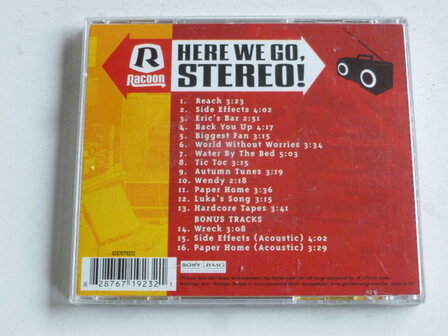 R
Racoon
HERE WE GO,
STEREO!
1. Reach 3:23
2. Side Effects 4:02
3. Eric's Bar 2:51
4. Back You Up 4:17
5. Biggest Fan 3:15
6. World Without Worries 3:34
7. Water By The Bed 5:03
8. Tic Toc 3:15
9. Autumn Tunes 3:19
10. Wendy 2:18
11. Paper Home 3:36
12. Luka's Song 3:15
13. Hardcore Tapes 3:41
BONUS TRACKS
14. Wreck 3:08
15. Side Effects (Acoustic) 4:02
16. Paper Home (Acoustic) 3:29
82876719232
8 28767 19232 1
SONY BMG